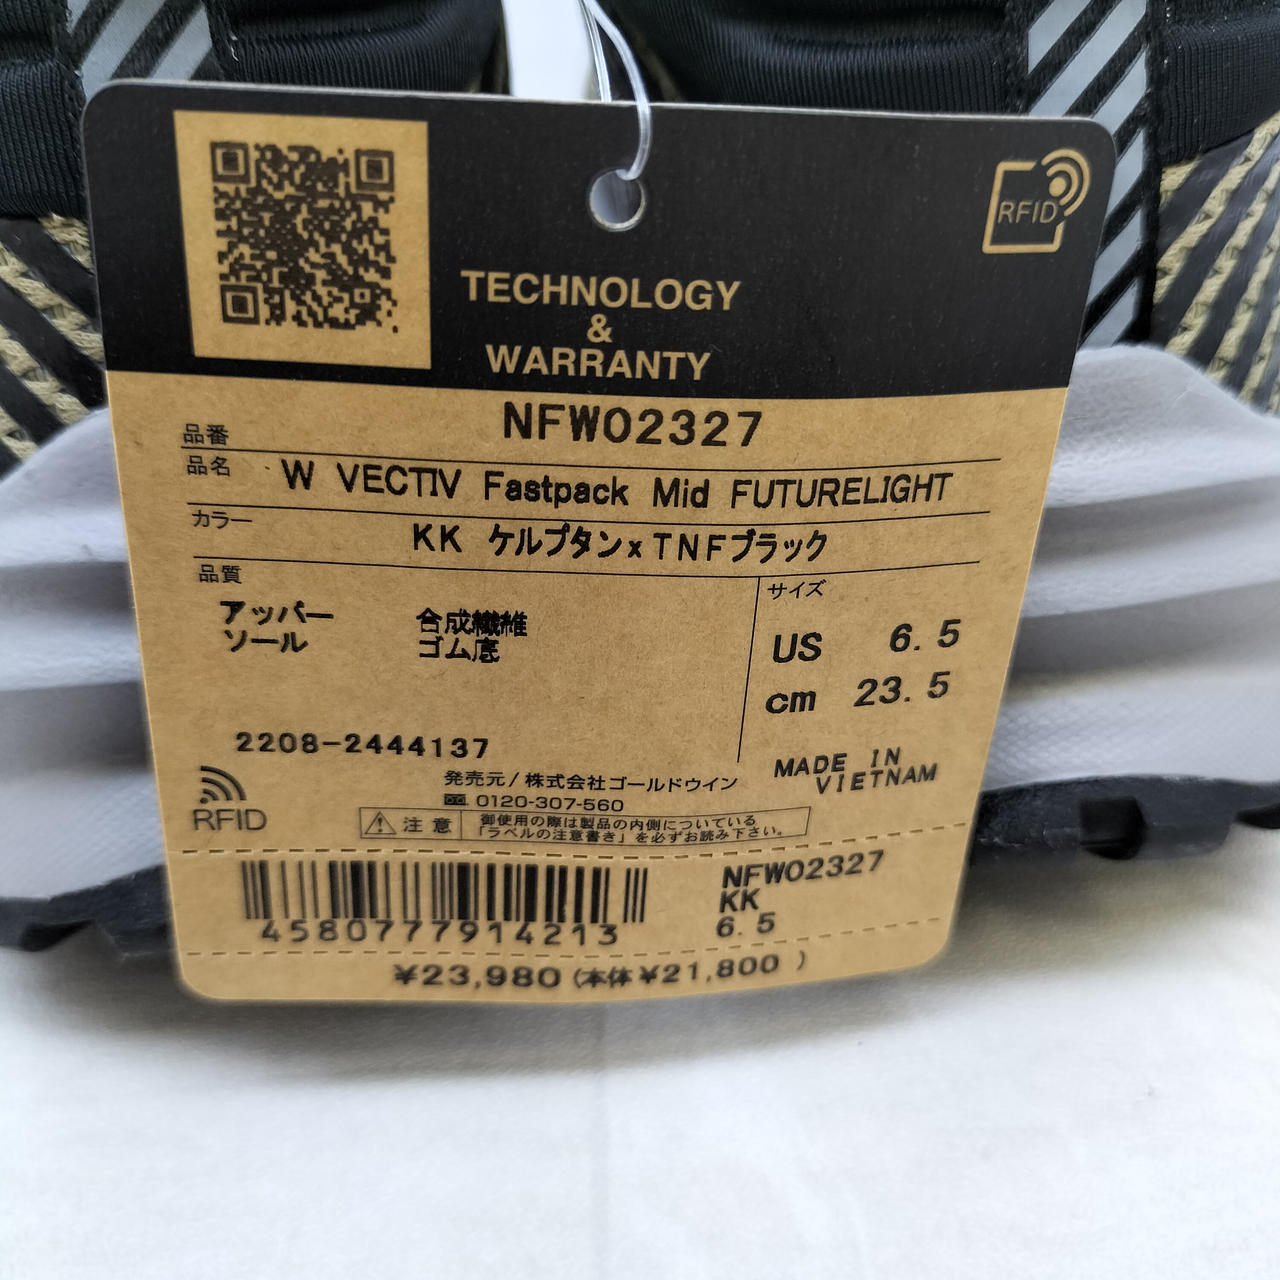 RFID
TECHNOLOGY
&
WARRANTY
品番 NFW02327
品名 W VECTIV Fastpack Mid FUTURELIGHT
カラー KK ケルプタンxTNFブラック
品質
アッパー 合成繊維
ソール ゴム底
サイズ
US 6.5
cm 23.5
2208-2444137
MADE IN
VIETNAM
発売元/株式会社ゴールドウイン
0120-307-560
RFID
注意 御使用の際は製品の内側についている
「ラベルの注意書き」を必ずお読み下さい。
4580777914213
NFW02327
KK
6.5
¥23,980(本体¥21,800)